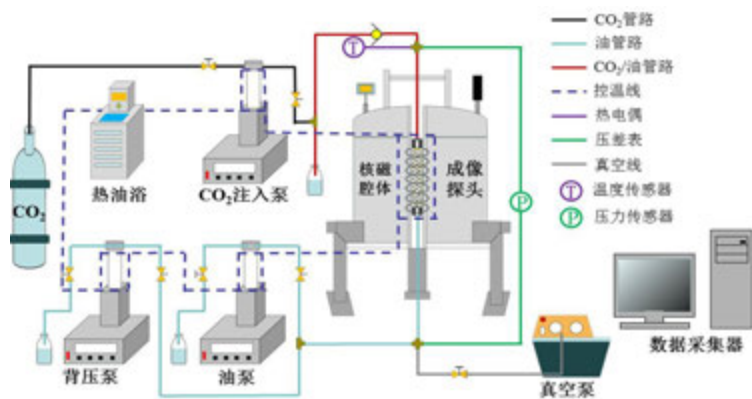 CO2管路
油管路
CO2/油管路
控温线
热电偶
压差表
真空线
T 温度传感器
P 压力传感器
T
P
CO2
热油浴
CO2注入泵
核磁腔体
成像探头
背压泵
油泵
真空泵
数据采集器